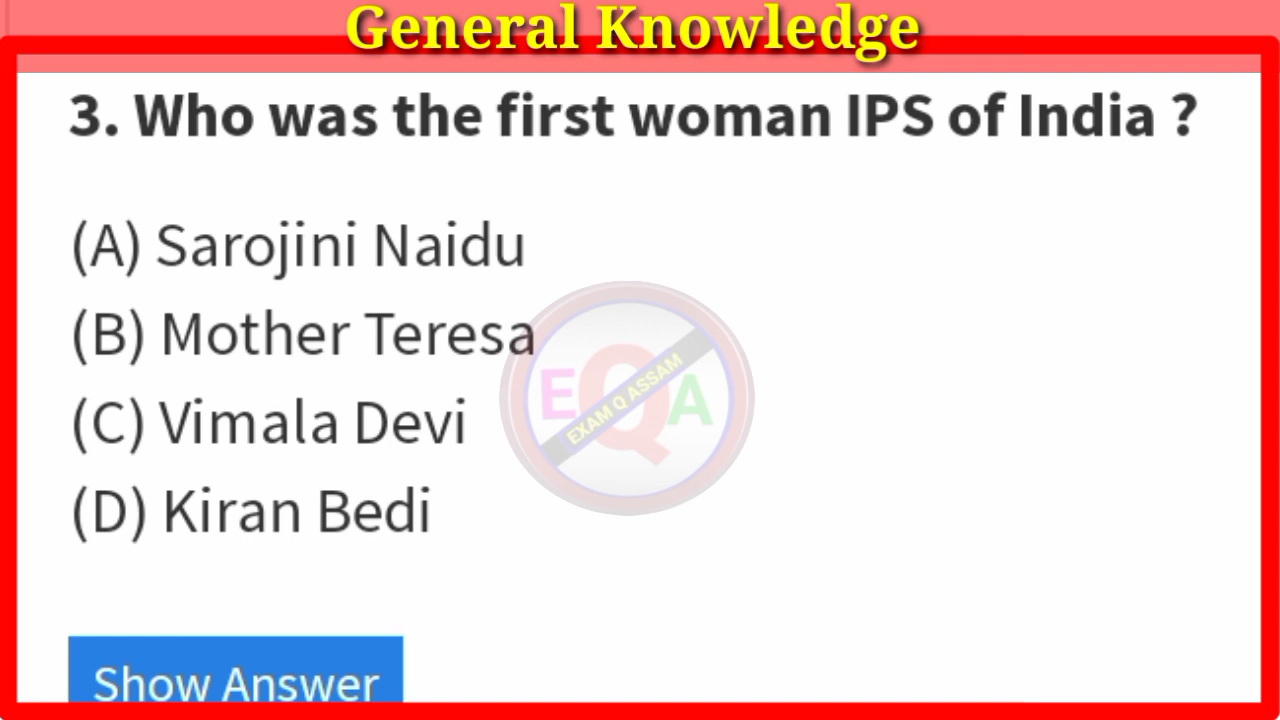 General Knowledge
3. Who was the first woman IPS of India ?
(A) Sarojini Naidu
(B) Mother Teresa
(C) Vimala Devi
(D) Kiran Bedi
EQA
EXAM Q ASSAM
Show Answer